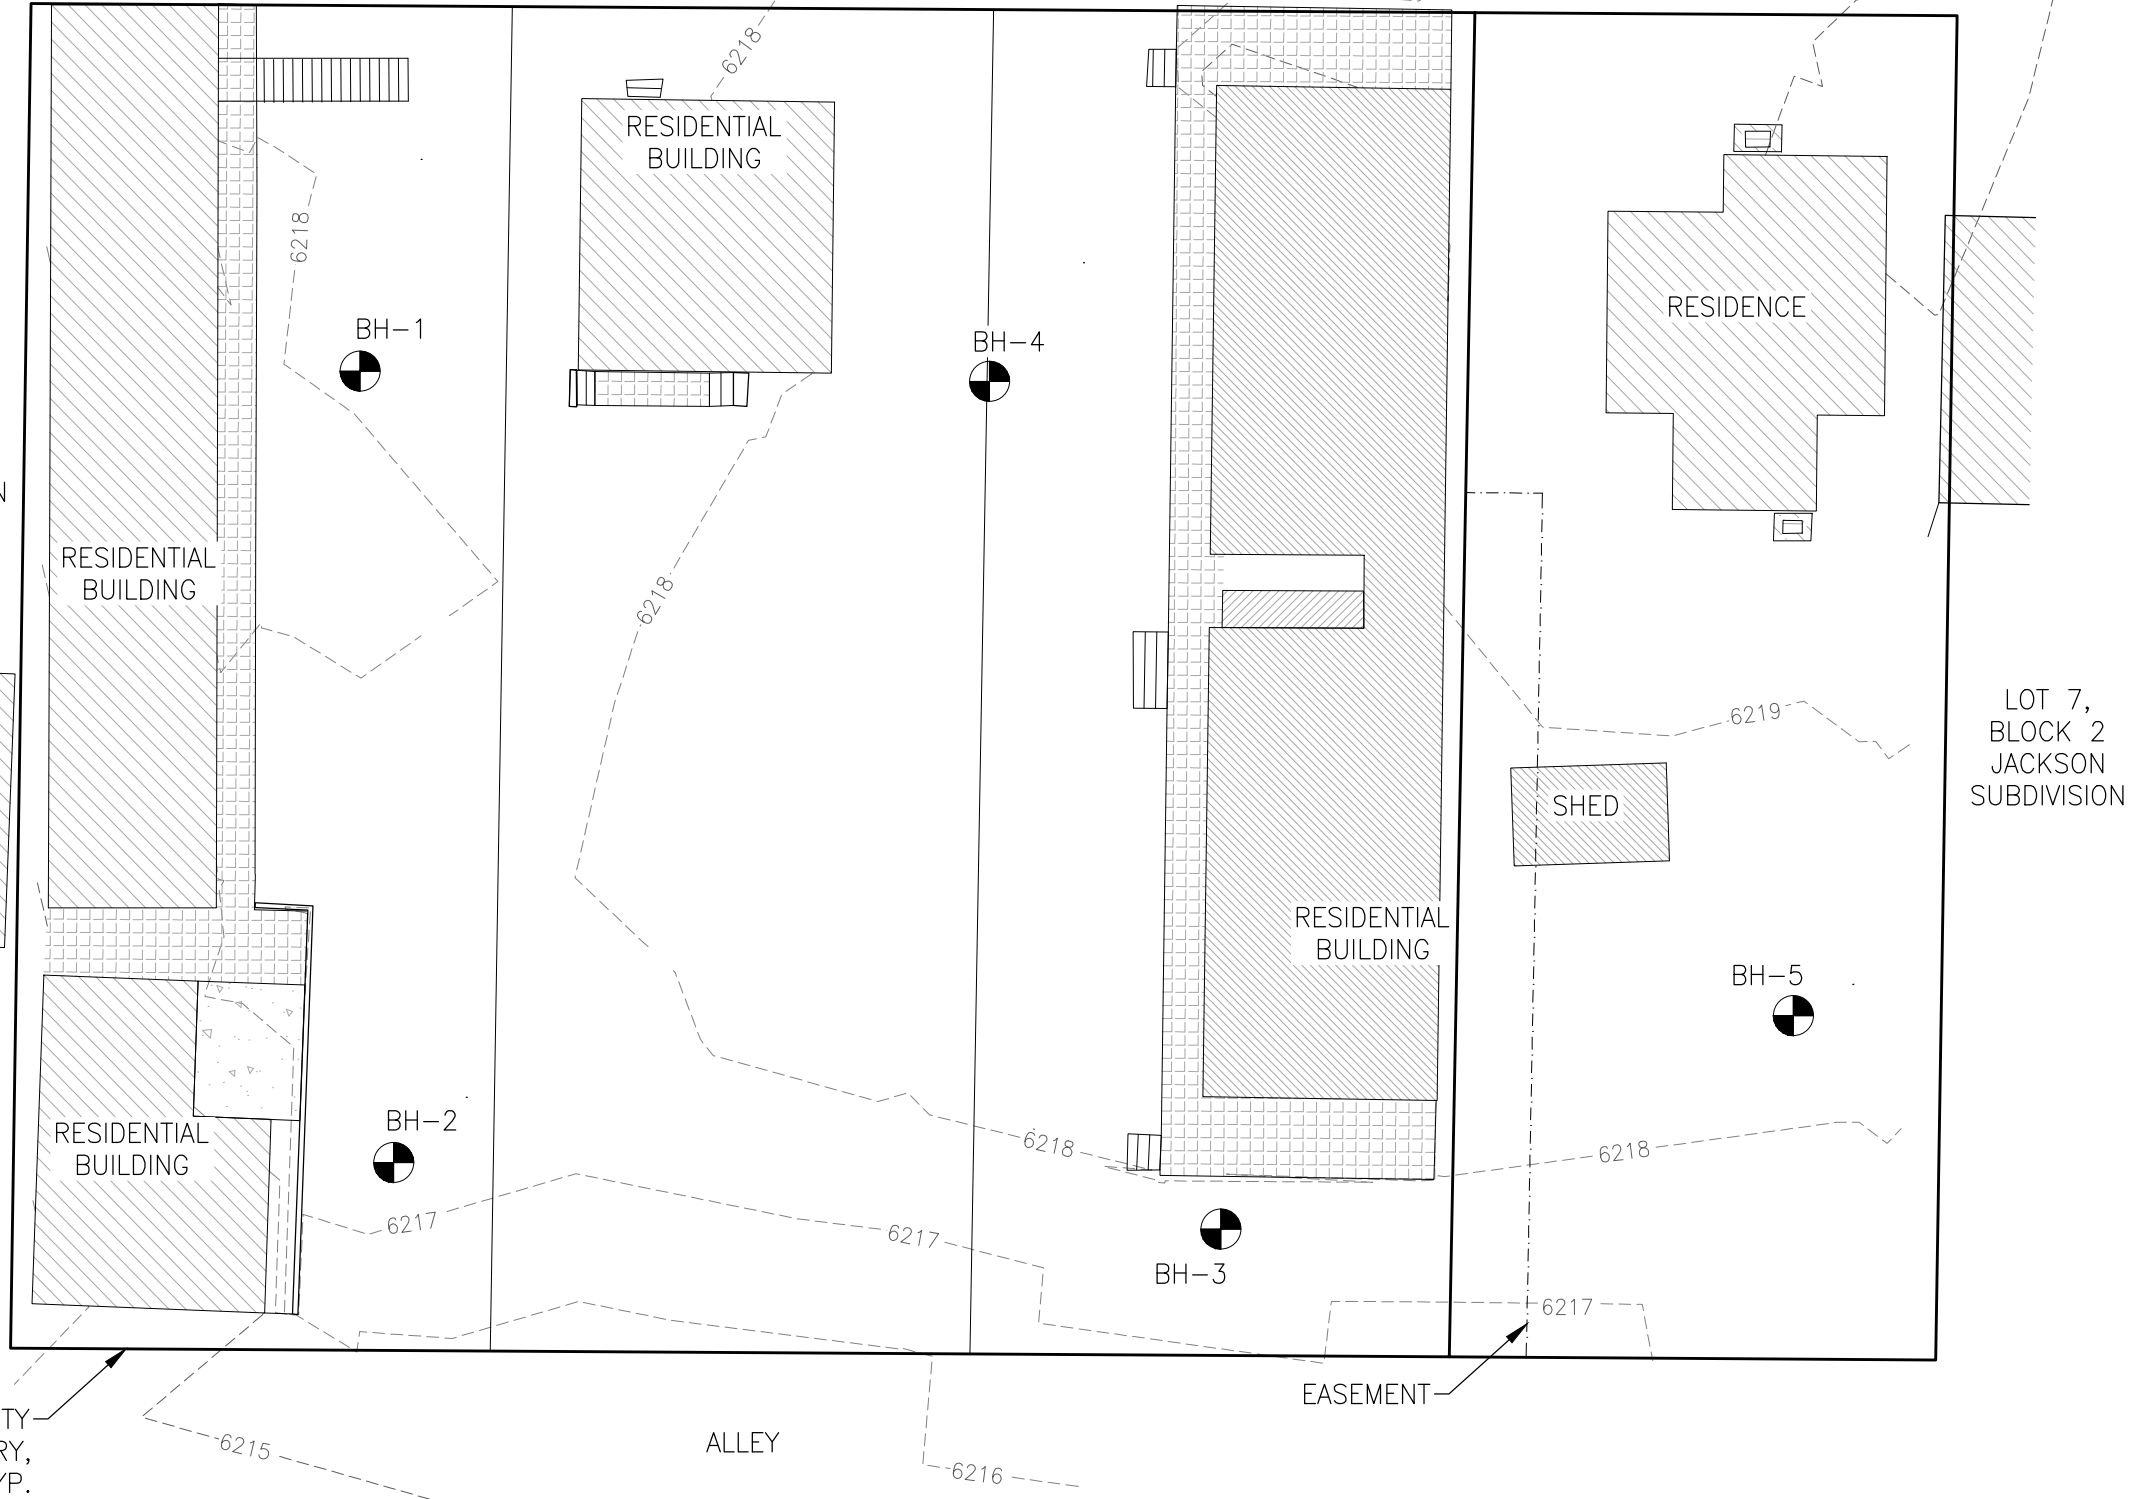 6218
RESIDENTIAL
BUILDING
6218
RESIDENCE
BH-1
BH-4
N
RESIDENTIAL
BUILDING
6218
6219
LOT 7,
BLOCK 2
JACKSON
SUBDIVISION
SHED
RESIDENTIAL
BUILDING
BH-5
BH-2
RESIDENTIAL
BUILDING
6218
6218
6217
6217
BH-3
6217
EASEMENT
TY
RY,
YP.
6215
ALLEY
6216